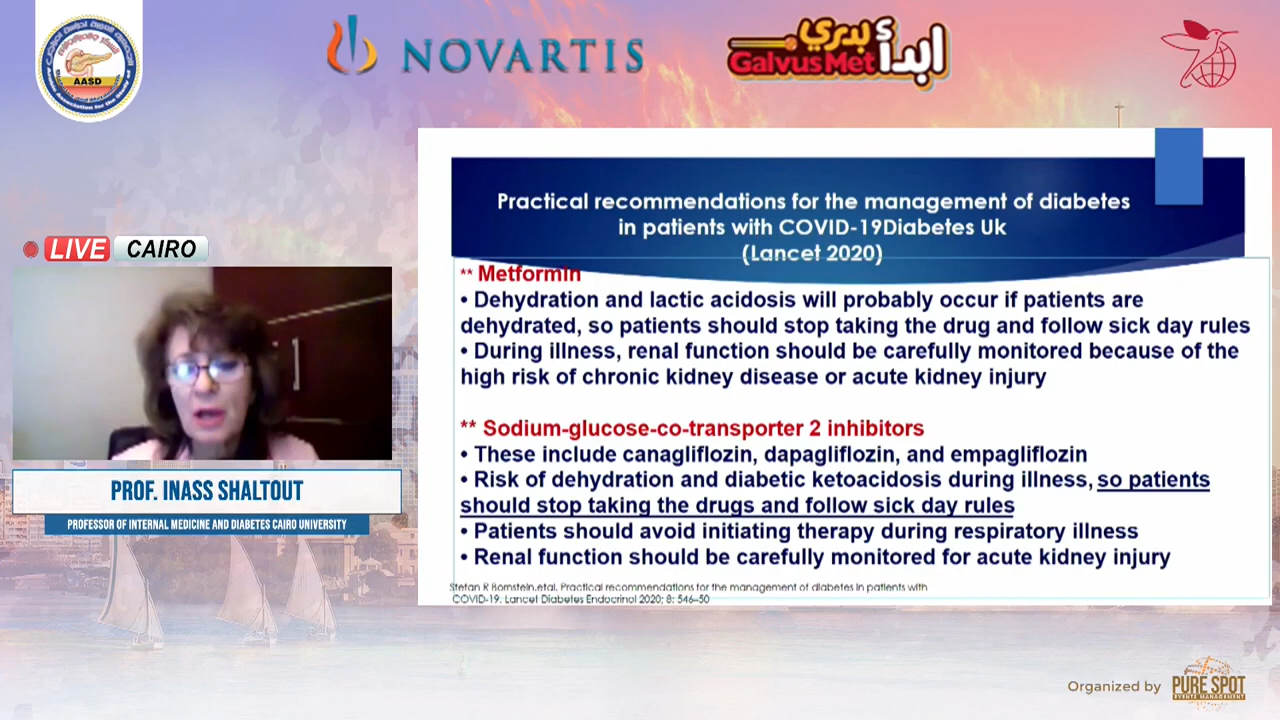 AASD
NOVARTIS
ابدأ بدري
GalvusMet
LIVE CAIRO
PROF. INASS SHALTOUT
PROFESSOR OF INTERNAL MEDICINE AND DIABETES CAIRO UNIVERSITY
Practical recommendations for the management of diabetes
in patients with COVID-19Diabetes Uk
(Lancet 2020)
** Metformin
• Dehydration and lactic acidosis will probably occur if patients are
dehydrated, so patients should stop taking the drug and follow sick day rules
• During illness, renal function should be carefully monitored because of the
high risk of chronic kidney disease or acute kidney injury
** Sodium-glucose-co-transporter 2 inhibitors
• These include canagliflozin, dapagliflozin, and empagliflozin
• Risk of dehydration and diabetic ketoacidosis during illness, so patients
should stop taking the drugs and follow sick day rules
• Patients should avoid initiating therapy during respiratory illness
• Renal function should be carefully monitored for acute kidney injury
Stefan R Bornstein.etal. Practical recommendations for the management of diabetes in patients with
COVID-19. Lancet Diabetes Endocrinol 2020; 8: 546–50
Organized by PURE SPOT
EVENTS MANAGEMENT